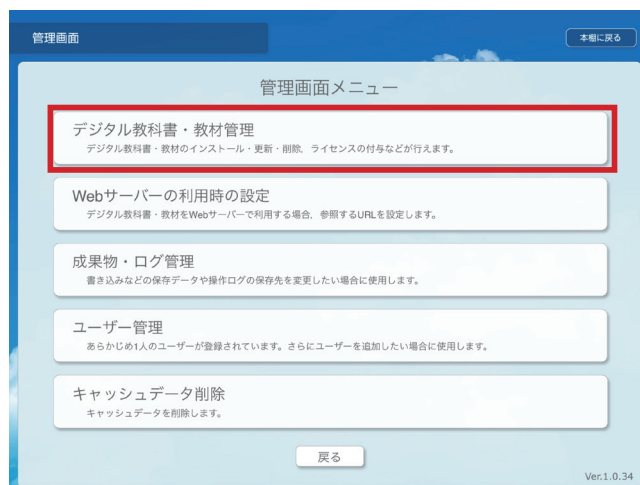 管理画面
本棚に戻る
管理画面メニュー
デジタル教科書・教材管理
デジタル教科書・教材のインストール・更新・削除、ライセンスの付与などが行えます。
Webサーバーの利用時の設定
デジタル教科書・教材をWebサーバーで利用する場合、参照するURLを設定します。
成果物・ログ管理
書き込みなどの保存データや操作ログの保存先を変更したい場合に使用します。
ユーザー管理
あらかじめ1人のユーザーが登録されています。さらにユーザーを追加したい場合に使用します。
キャッシュデータ削除
キャッシュデータを削除します。
戻る
Ver.1.0.34